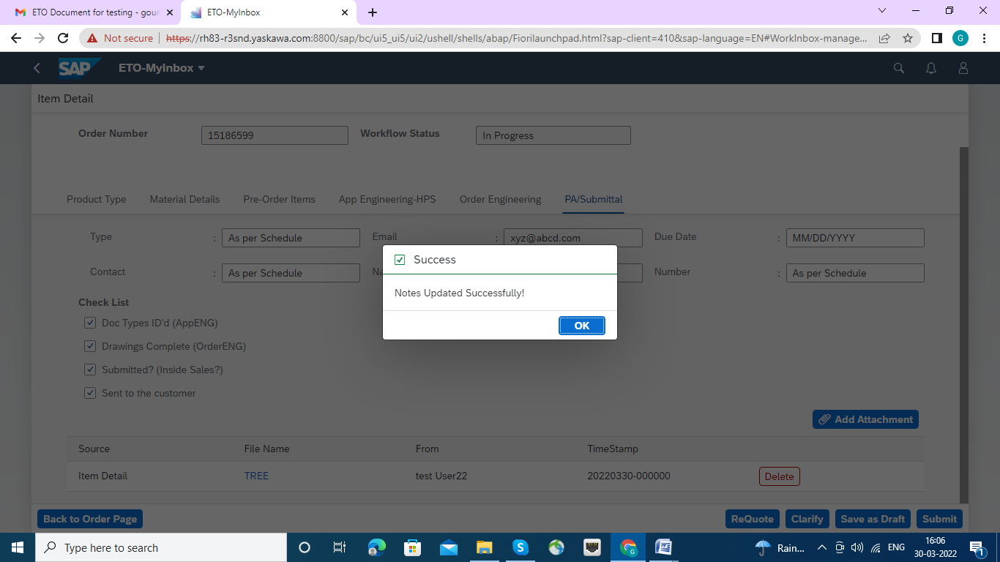 ETO Document for testing - gour
ETO-MyInbox
Not secure
https://rh83-r3snd.yaskawa.com:8800/sap/bc/ui5_ui5/ui2/ushell/shells/abap/Fiorilaunchpad.html?sap-client=410&sap-language=EN#WorkInbox-manage...
G
SAP
ETO-MyInbox
Item Detail
Order Number 15186599 Workflow Status In Progress
Product Type Material Details Pre-Order Items App Engineering-HPS Order Engineering PA/Submittal
Type : As per Schedule Email : xyz@abcd.com Due Date : MM/DD/YYYY
Contact : As per Schedule Na Number : As per Schedule
Success
Notes Updated Successfully!
OK
Check List
Doc Types ID'd (AppENG)
Drawings Complete (OrderENG)
Submitted? (Inside Sales?)
Sent to the customer
Add Attachment
Source File Name From TimeStamp
Item Detail TREE test User22 20220330-000000 Delete
Back to Order Page ReQuote Clarify Save as Draft Submit
Type here to search
Rain... ENG 16:06
30-03-2022
1